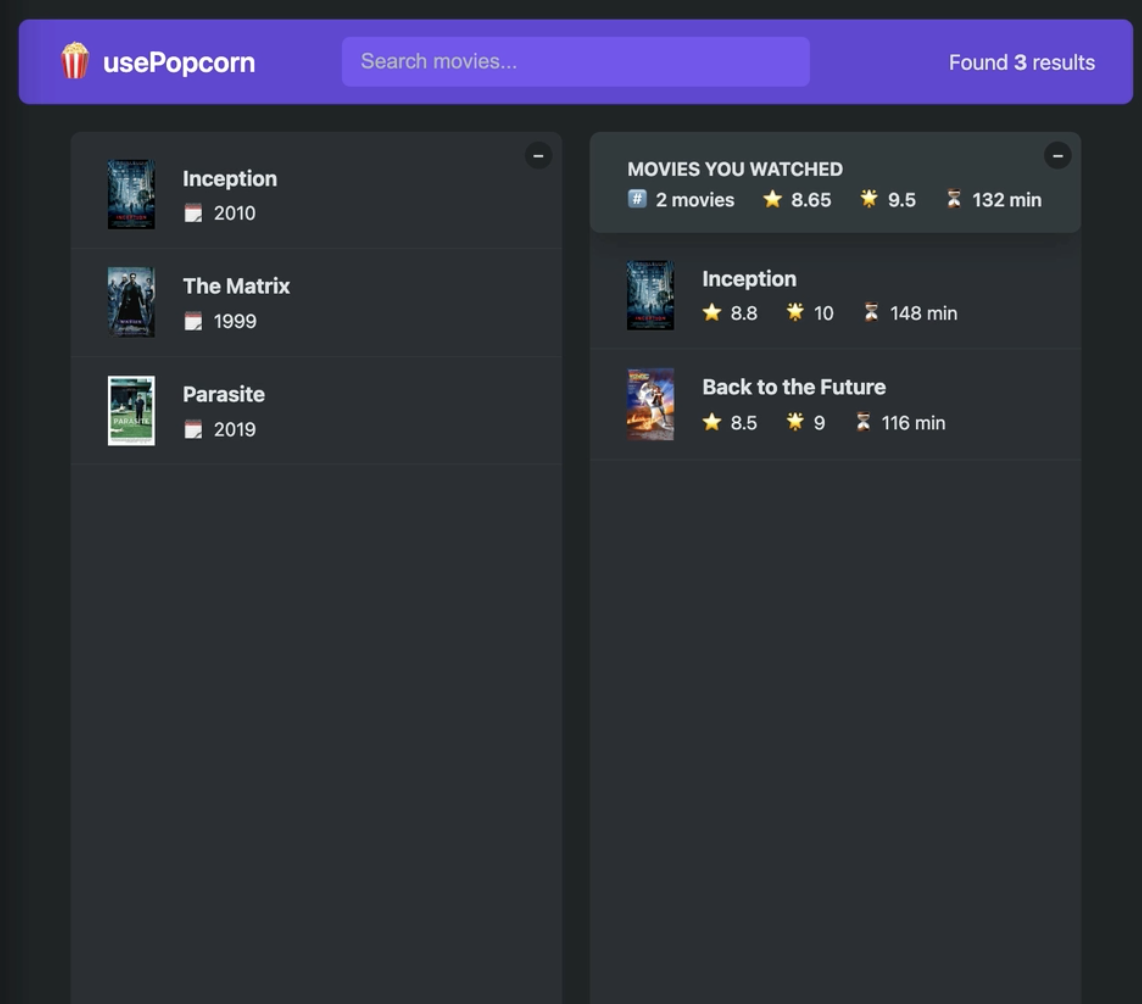 usePopcorn
Search movies...
Found 3 results
Inception
2010
The Matrix
1999
Parasite
2019
MOVIES YOU WATCHED
# 2 movies 8.65 9.5 132 min
Inception
8.8 10 148 min
Back to the Future
8.5 9 116 min
INCEPTION
PARASITE